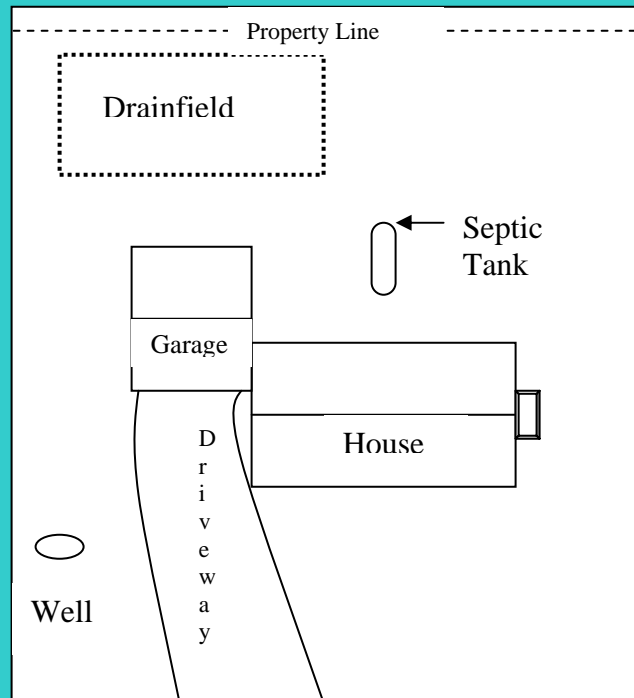 Property Line
Drainfield
Septic
Tank
Garage
House
D
r
i
v
e
w
a
y
Well